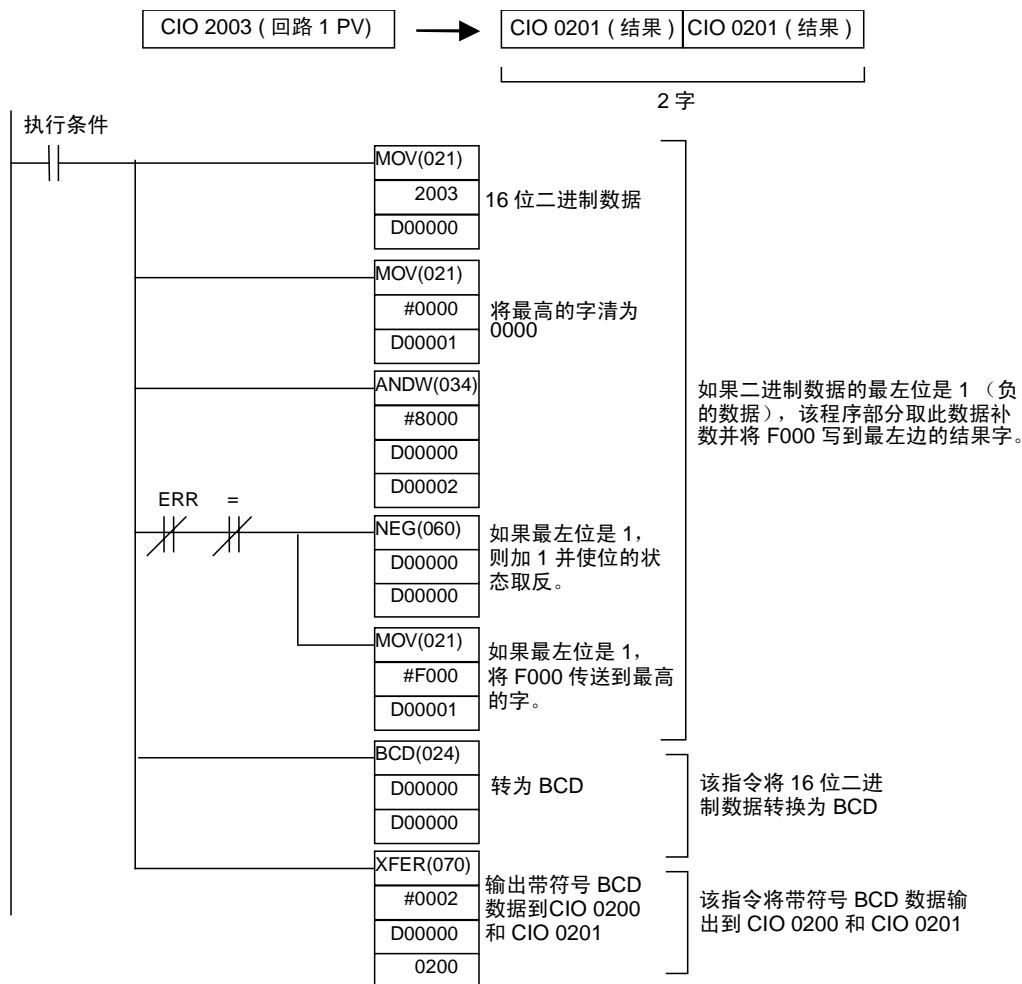 CIO 2003 ( 回路 1 PV)
CIO 0201 ( 结果 )
CIO 0201 ( 结果 )
2 字
执行条件
MOV(021)
2003
D00000
16 位二进制数据
MOV(021)
#0000
D00001
将最高的字清为
0000
ANDW(034)
#8000
D00000
D00002
如果二进制数据的最左位是 1 （负
的数据），该程序部分取此数据补
数并将 F000 写到最左边的结果字。
ERR =
NEG(060)
D00000
D00000
如果最左位是 1，
则加 1 并使位的状
态取反。
MOV(021)
#F000
D00001
如果最左位是 1，
将 F000 传送到最高
的字。
BCD(024)
D00000
D00000
转为 BCD
该指令将 16 位二进
制数据转换为 BCD
XFER(070)
#0002
D00000
0200
输出带符号 BCD
数据到CIO 0200
和 CIO 0201
该指令将带符号 BCD 数据输
出到 CIO 0200 和 CIO 0201